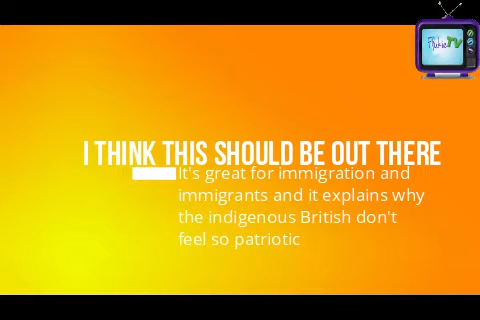 RukieTV
I THINK THIS SHOULD BE OUT THERE
It's great for immigration and
immigrants and it explains why
the indigenous British don't
feel so patriotic